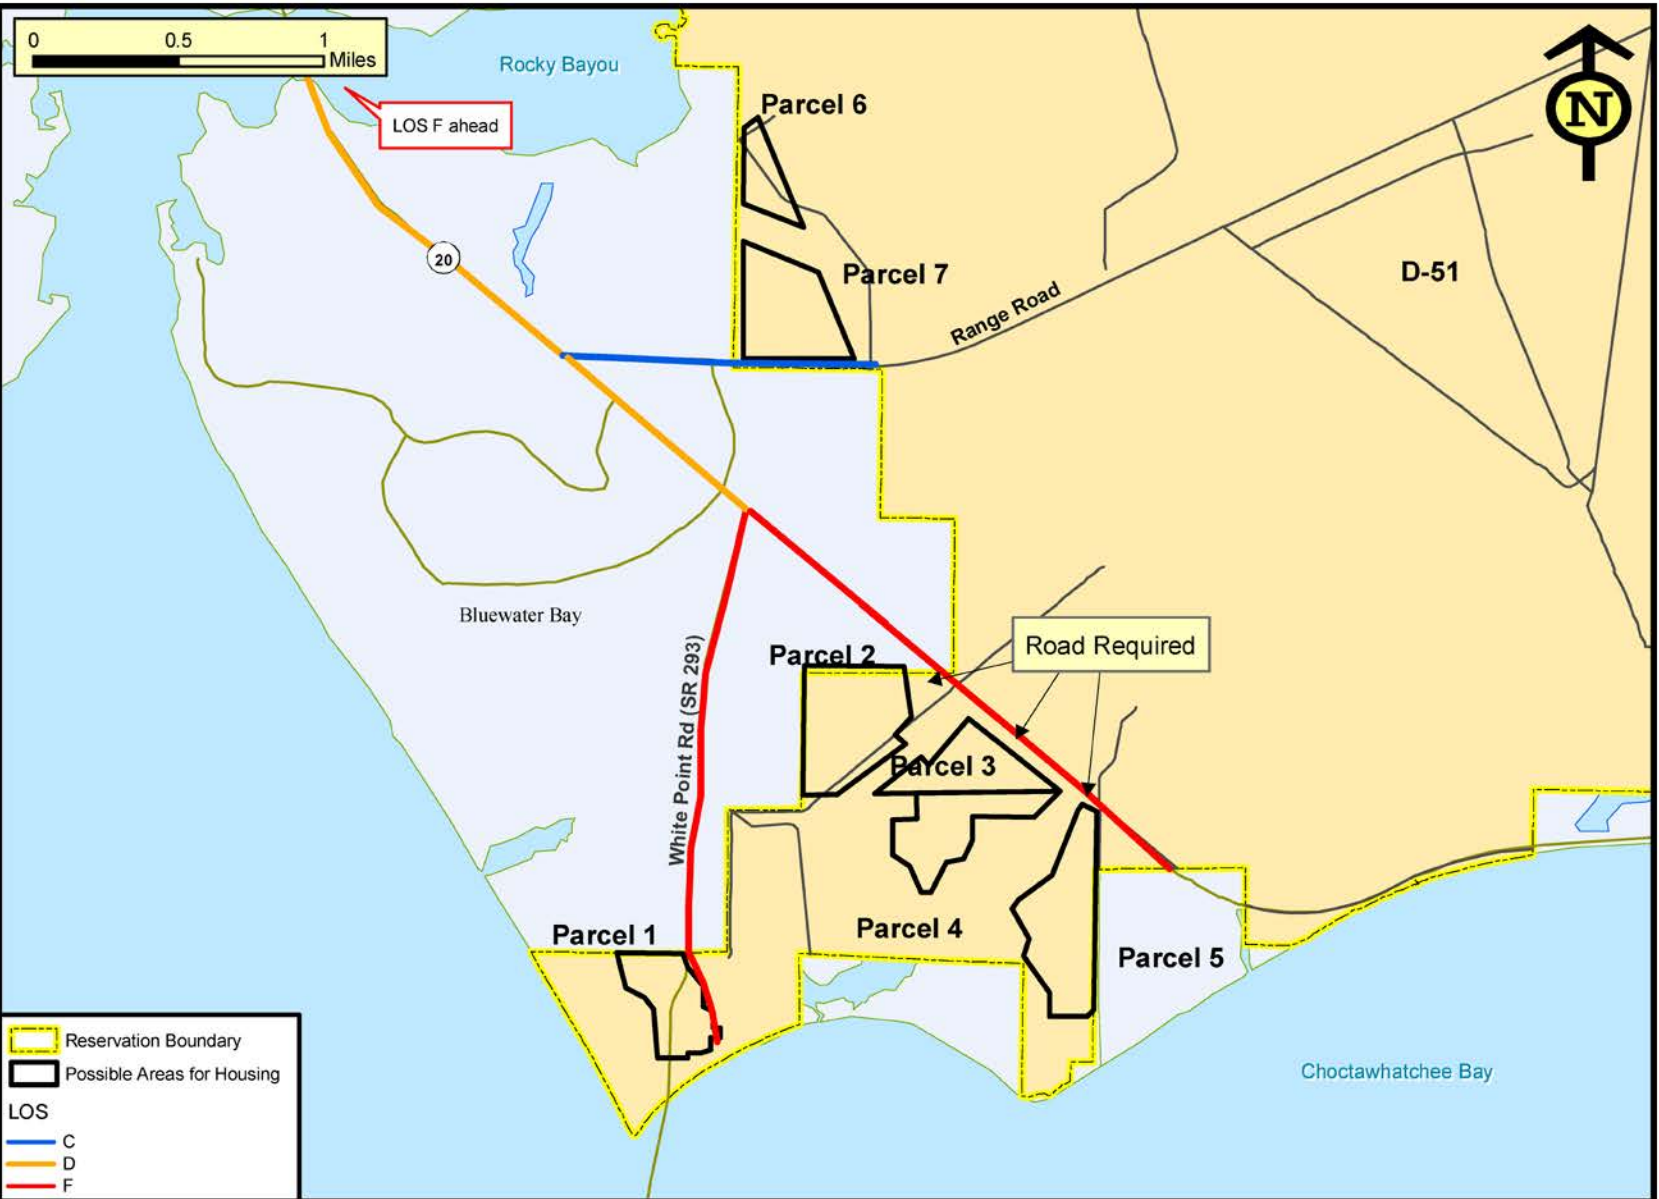 0 0.5 1
Miles
Rocky Bayou
LOS F ahead
N
Parcel 6
20
Parcel 7
Range Road
D-51
Bluewater Bay
White Point Rd (SR 293)
Road Required
Parcel 2
Parcel 3
Parcel 4
Parcel 1
Parcel 5
Choctawhatchee Bay
Reservation Boundary
Possible Areas for Housing
LOS
C
D
F